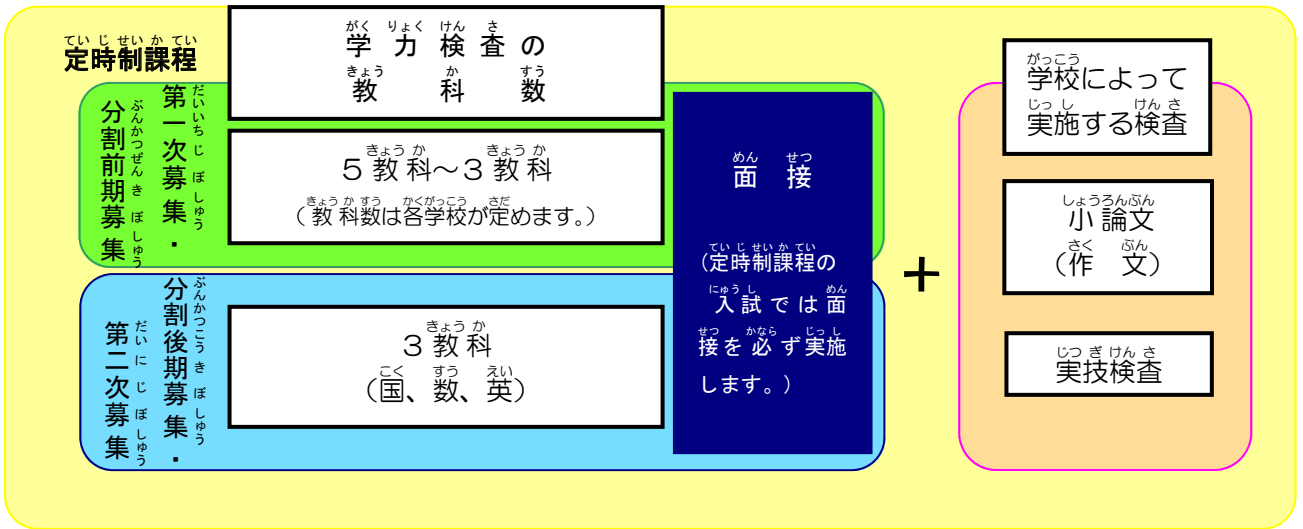 定時制課程
学力検査の
教科数
第一次募集・
分割前期募集
5教科～3教科
（教科数は各学校が定めます。）
分割後期募集・
第二次募集
3教科
（国、数、英）
面接
（定時制課程の
入試では面
接を必ず実施
します。）
＋
学校によって
実施する検査
小論文
（作文）
実技検査